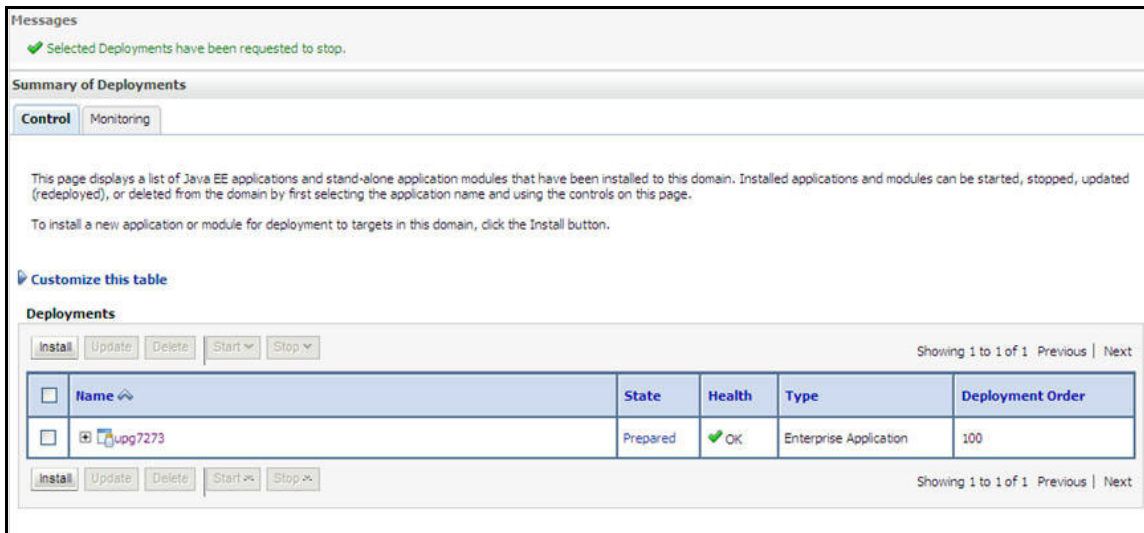 Messages
Selected Deployments have been requested to stop.
Summary of Deployments
Control Monitoring
This page displays a list of Java EE applications and stand-alone application modules that have been installed to this domain. Installed applications and modules can be started, stopped, updated
(redeployed), or deleted from the domain by first selecting the application name and using the controls on this page.
To install a new application or module for deployment to targets in this domain, click the Install button.
Customize this table
Deployments
Install Update Delete Start Stop Showing 1 to 1 of 1 Previous | Next
Name State Health Type Deployment Order
upg7273 Prepared OK Enterprise Application 100
Install Update Delete Start Stop Showing 1 to 1 of 1 Previous | Next